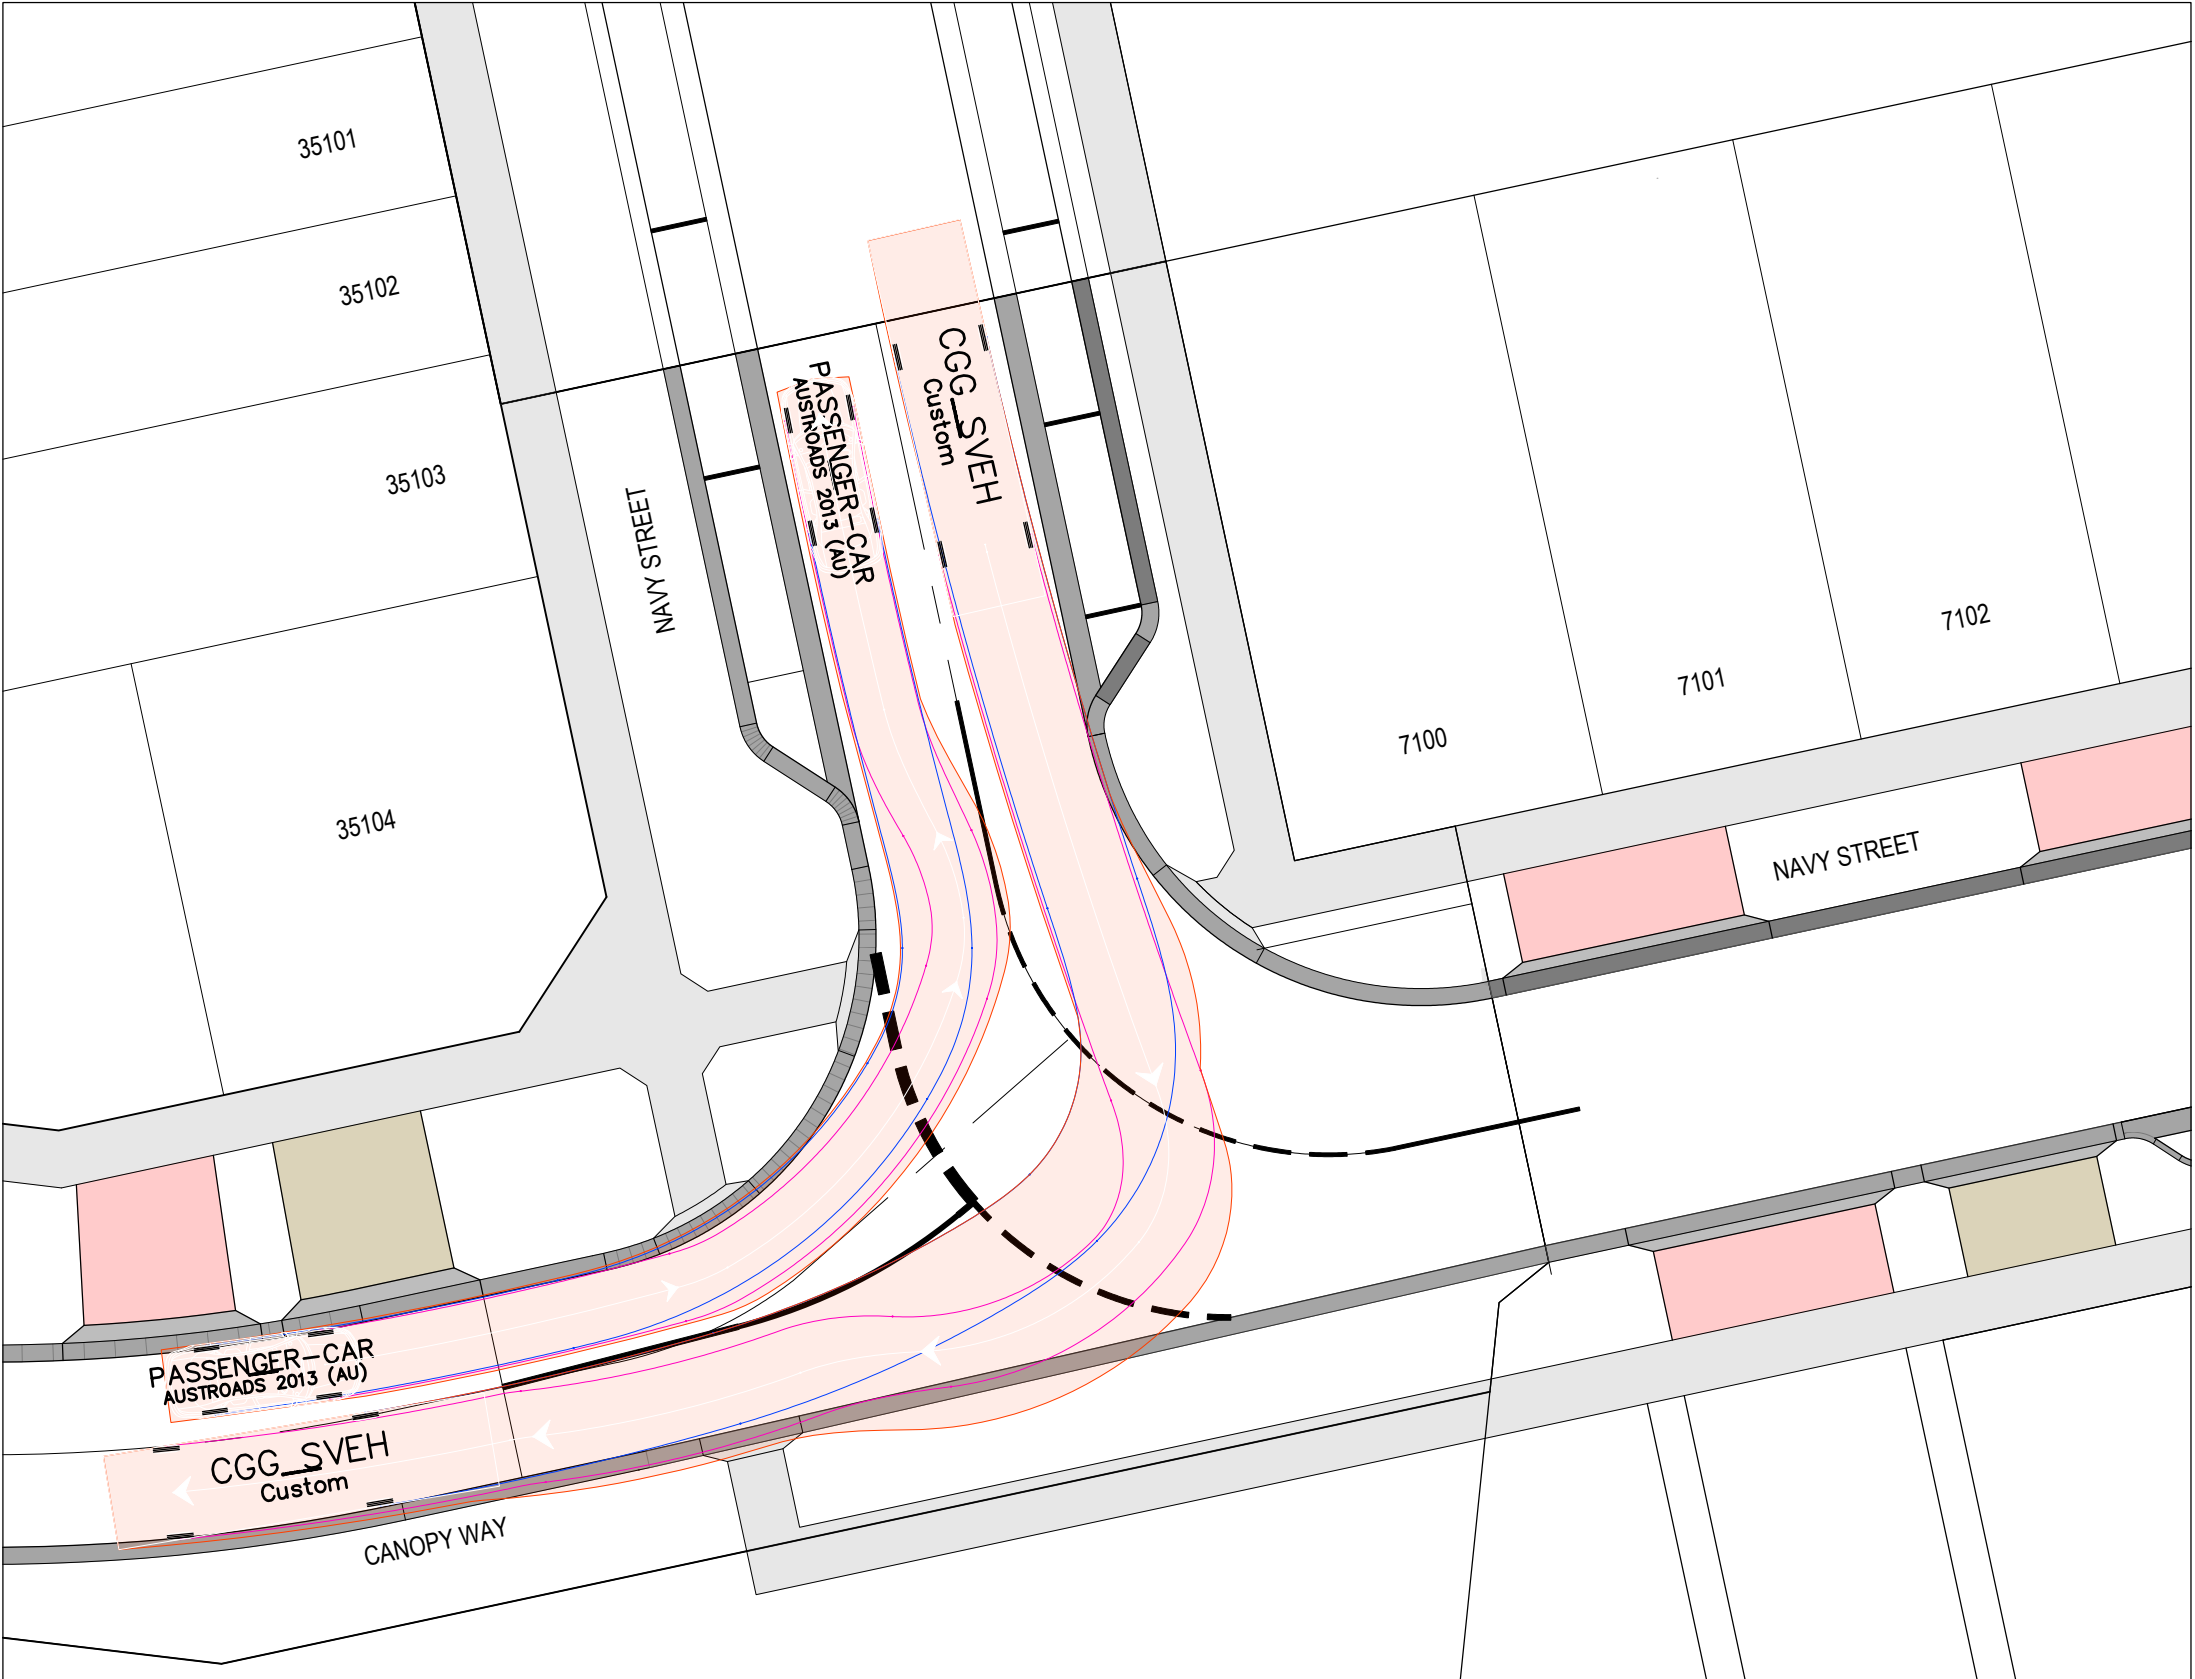 35101
35102
35103
35104
NAVY STREET
PASSENGER-CAR
AUSTROADS 2013 (AU)
CGG_SVEH
Custom
7100
7101
7102
NAVY STREET
PASSENGER-CAR
AUSTROADS 2013 (AU)
CGG_SVEH
Custom
CANOPY WAY